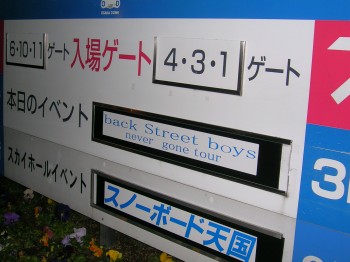 6·10·11 ゲート 入場ゲート 4·3·1 ゲート
本日のイベント
back Street boys
never gone tour
スカイホールイベント
スノーボード天国